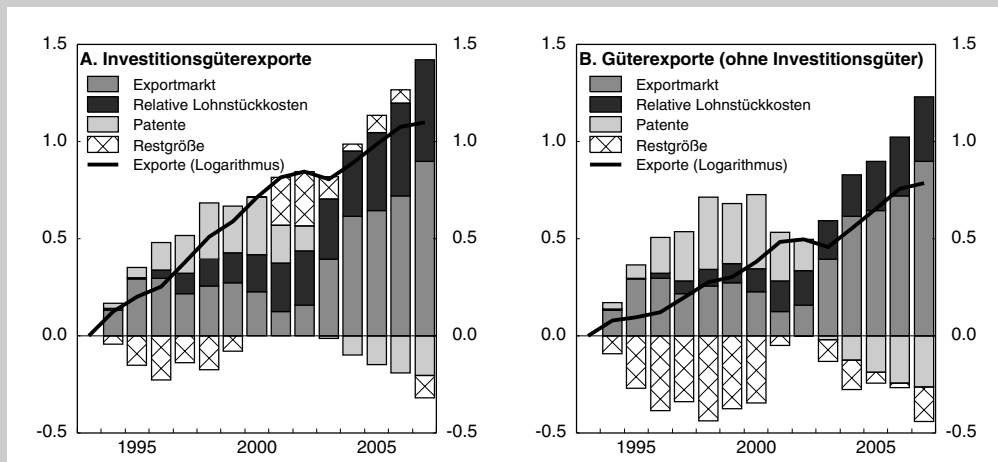 A. Investitionsgüterexporte
Exportmarkt
Relative Lohnstückkosten
Patente
Restgröße
Exporte (Logarithmus)
1.5
1.0
0.5
0.0
-0.5
1.5
1.0
0.5
0.0
-0.5
1995
2000
2005
B. Güterexporte (ohne Investitionsgüter)
Exportmarkt
Relative Lohnstückkosten
Patente
Restgröße
Exporte (Logarithmus)
1.5
1.0
0.5
0.0
-0.5
1.5
1.0
0.5
0.0
-0.5
1995
2000
2005